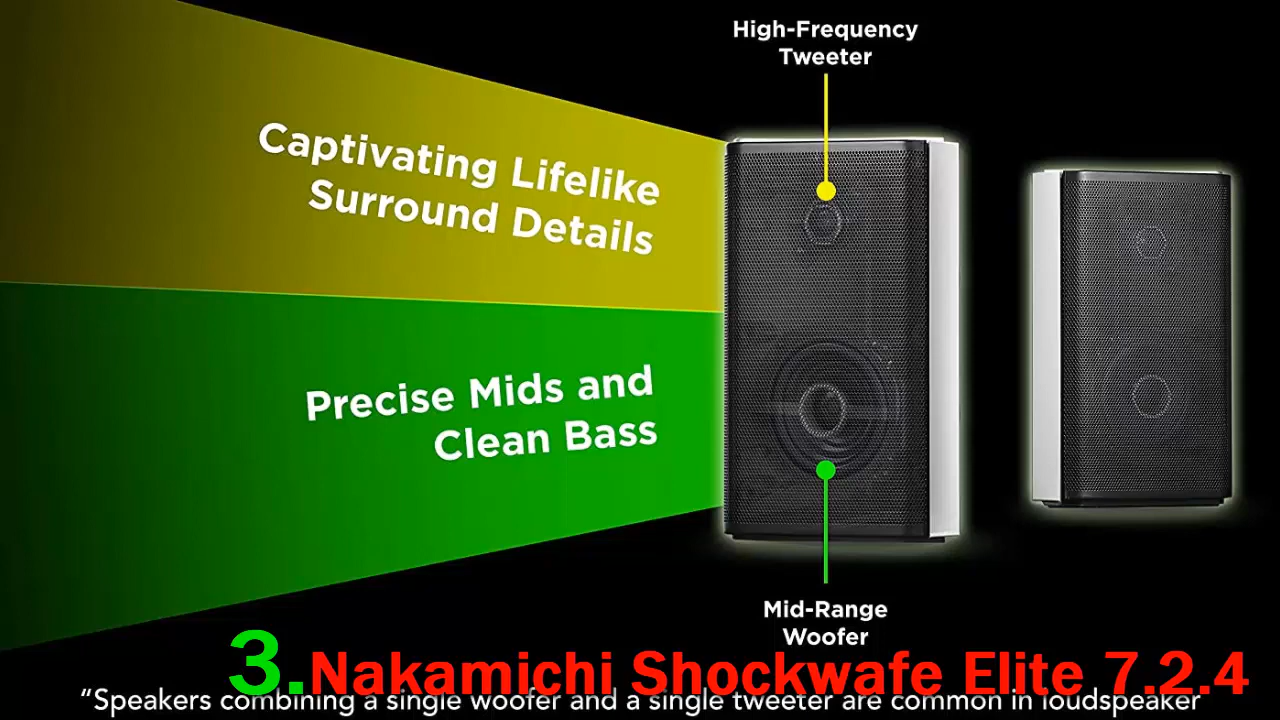 High-Frequency
Tweeter
Captivating Lifelike
Surround Details
Precise Mids and
Clean Bass
Mid-Range
Woofer
3.Nakamichi Shockwafe Elite 7.2.4
“Speakers combining a single woofer and a single tweeter are common in loudspeaker